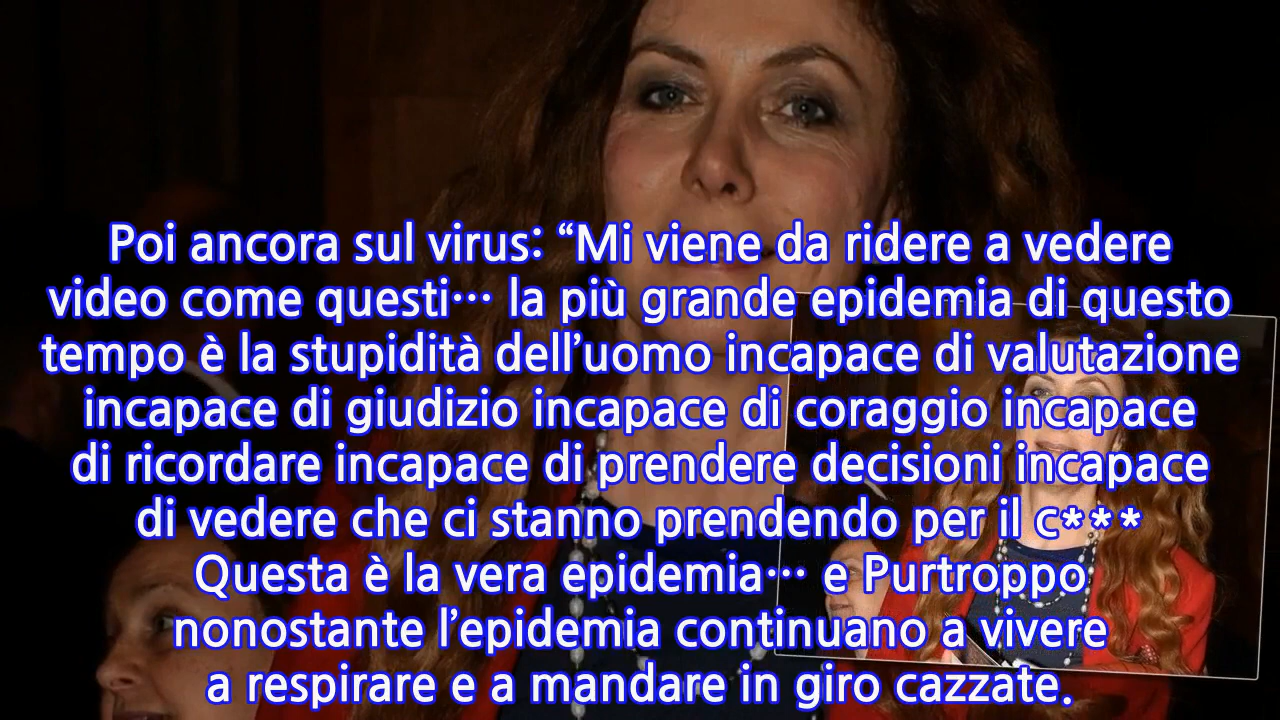 Poi ancora sul virus: “Mi viene da ridere a vedere
video come questi… la più grande epidemia di questo
tempo è la stupidità dell’uomo incapace di valutazione
incapace di giudizio incapace di coraggio incapace
di ricordare incapace di prendere decisioni incapace
di vedere che ci stanno prendendo per il c***
Questa è la vera epidemia… e Purtroppo
nonostante l’epidemia continuano a vivere
a respirare e a mandare in giro cazzate.